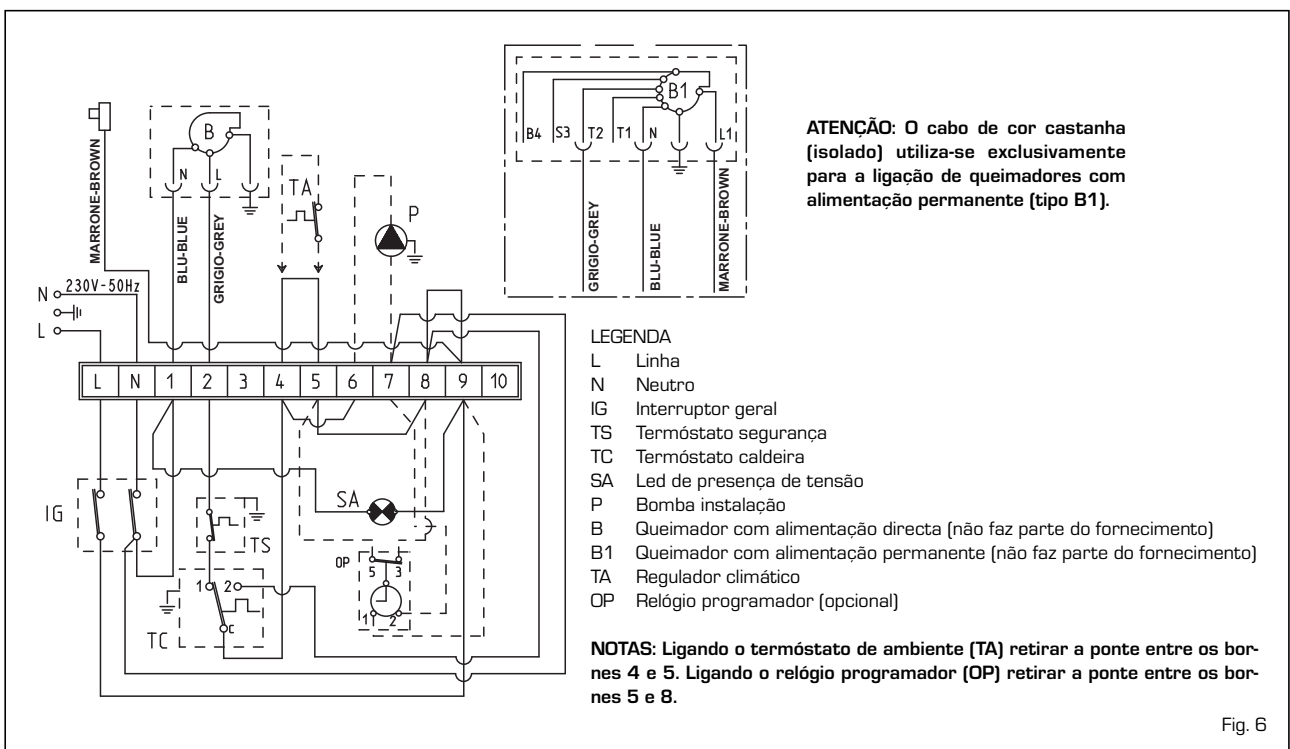 MARRONE-BROWN
B
N L
BLU-BLUE
GRIGIO-GREY
TA
P
B1
B4 S3 T2 T1 N L1
GRIGIO-GREY
BLU-BLUE
MARRONE-BROWN
ATENÇÃO: O cabo de cor castanha
(isolado) utiliza-se exclusivamente
para a ligação de queimadores com
alimentação permanente (tipo B1).
N 230V-50Hz
L
L N 1 2 3 4 5 6 7 8 9 10
IG
TS
SA
OP
5 3
1 2
1 2
C
TC
LEGENDA
L Linha
N Neutro
IG Interruptor geral
TS Termóstato segurança
TC Termóstato caldeira
SA Led de presença de tensão
P Bomba instalação
B Queimador com alimentação directa (não faz parte do fornecimento)
B1 Queimador com alimentação permanente (não faz parte do fornecimento)
TA Regulador climático
OP Relógio programador (opcional)
NOTAS: Ligando o termóstato de ambiente (TA) retirar a ponte entre os bor-
nes 4 e 5. Ligando o relógio programador (OP) retirar a ponte entre os bor-
nes 5 e 8.
Fig. 6